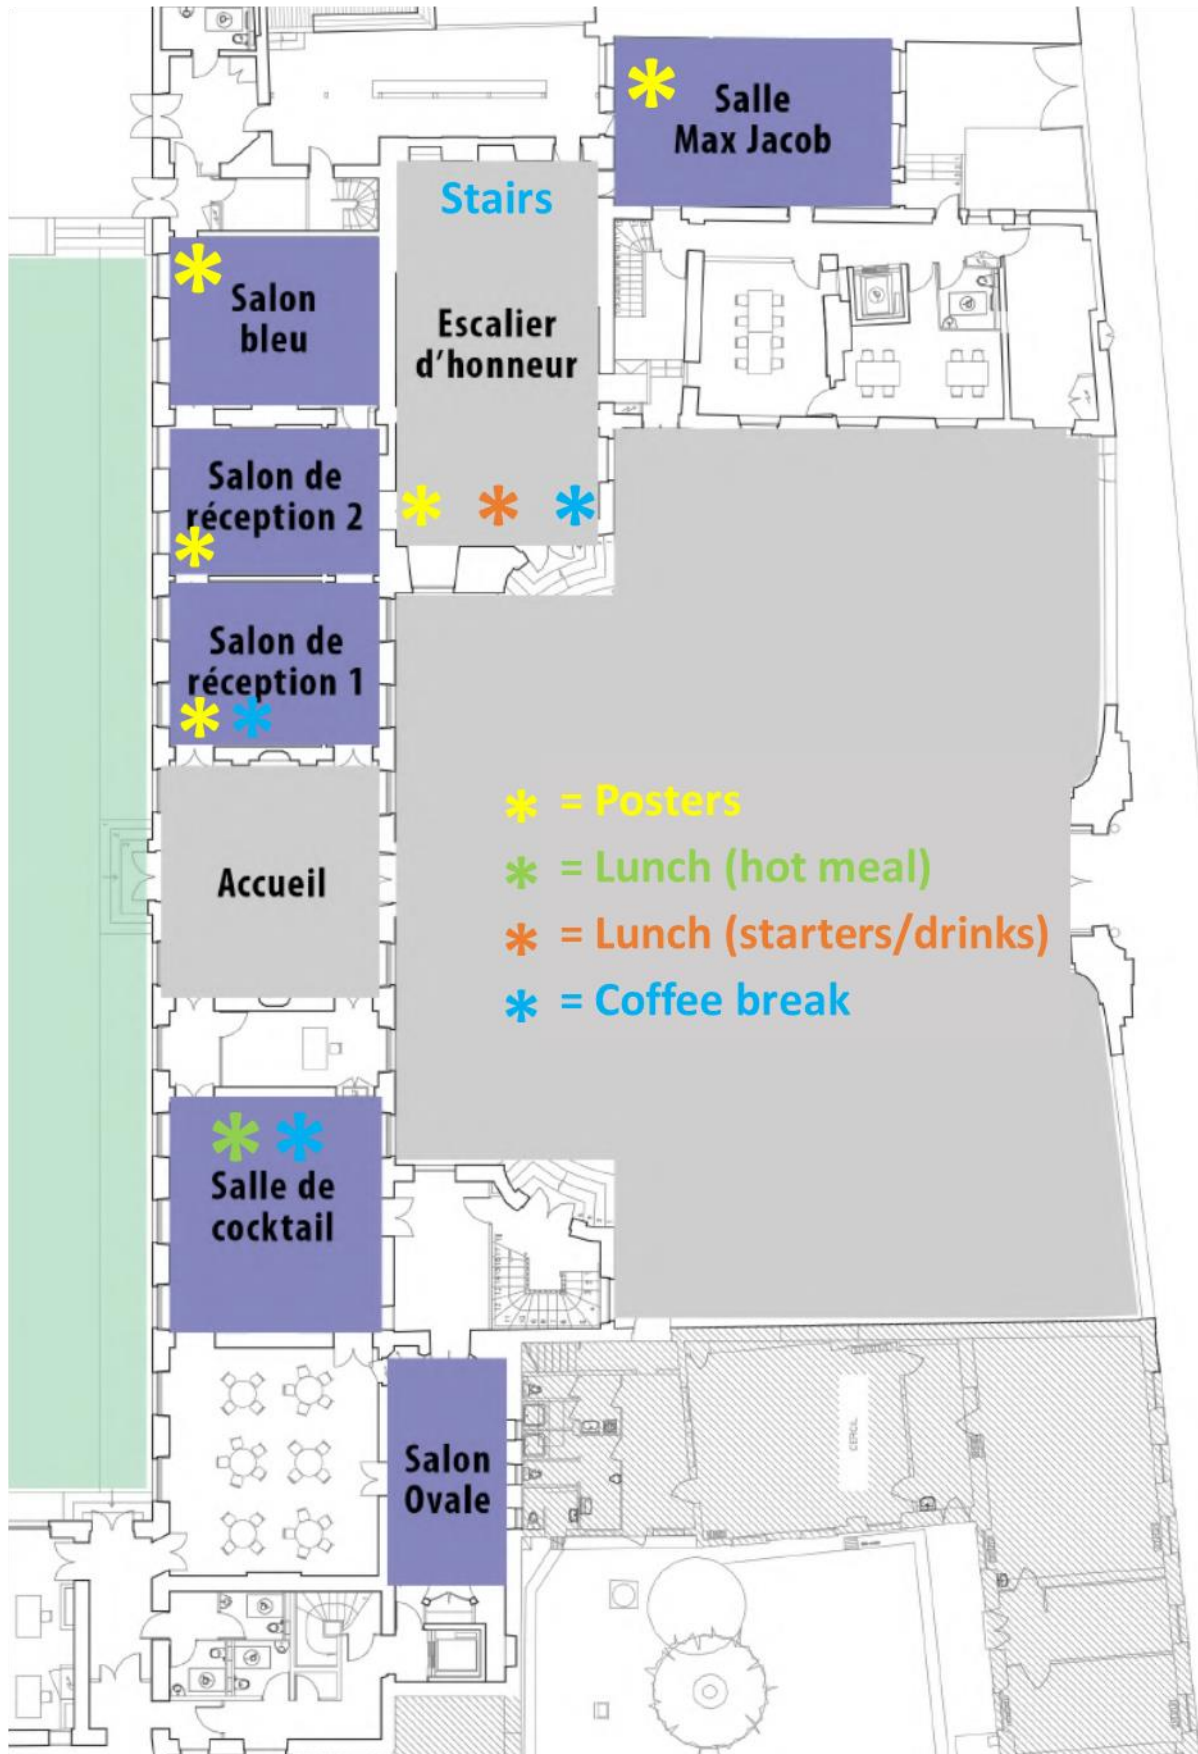 Salle
Max Jacob
Stairs
Salon
bleu
Escalier
d'honneur
Salon de
réception 2
Salon de
réception 1
* = Posters
* = Lunch (hot meal)
Accueil
* = Lunch (starters/drinks)
* = Coffee break
Salle de
cocktail
Salon
Ovale
CERCIL